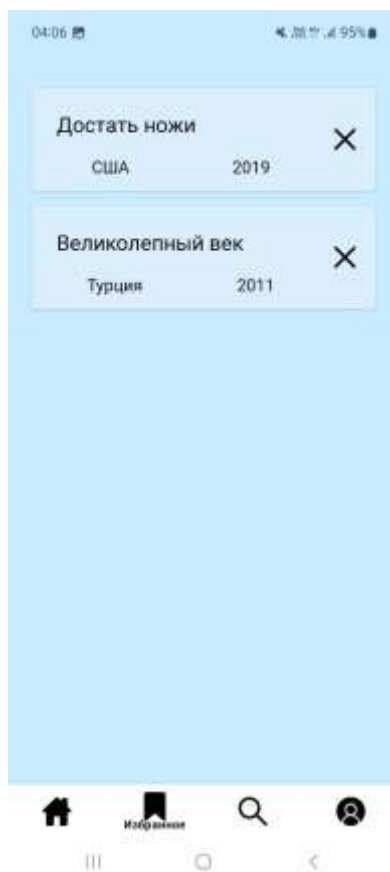 04:06
95%
Достать ножи
США 2019
Великолепный век
Турция 2011
Избранное